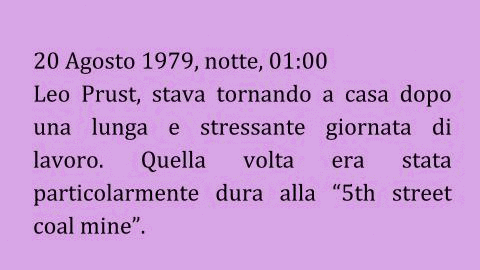 20 Agosto 1979, notte, 01:00
Leo Prust, stava tornando a casa dopo
una lunga e stressante giornata di
lavoro. Quella volta era stata
particolarmente dura alla “5th street
coal mine”.